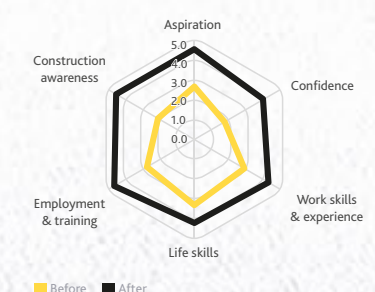 Aspiration
Construction
awareness
Confidence
5.0
4.0
3.0
2.0
1.0
0.0
Employment
& training
Work skills
& experience
Life skills
Before After